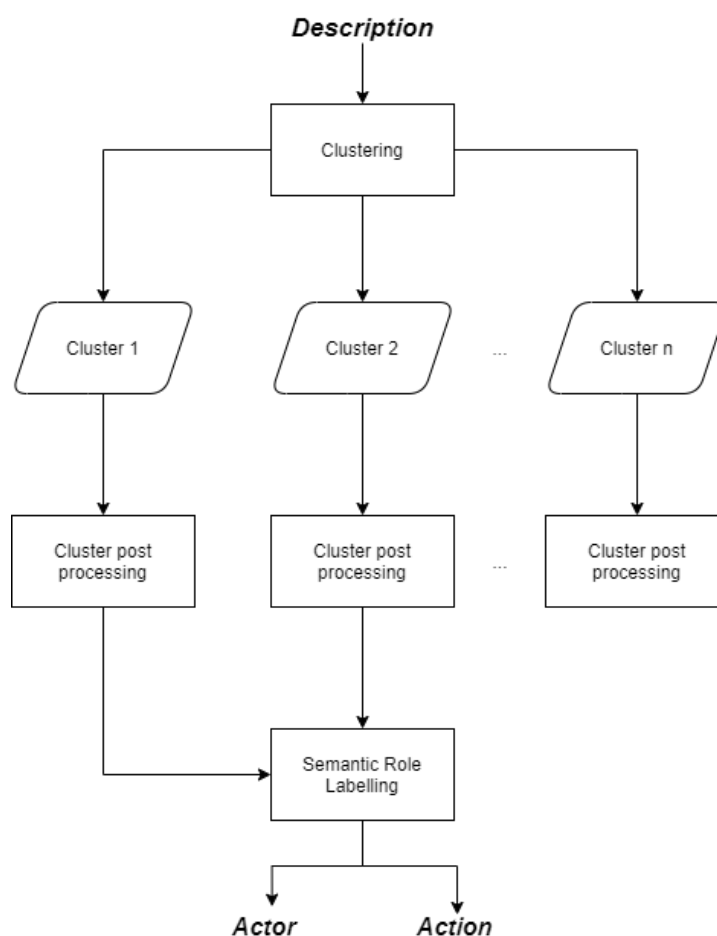 Description
Clustering
Cluster 1
Cluster 2
...
Cluster n
Cluster post
processing
Cluster post
processing
...
Cluster post
processing
Semantic Role
Labelling
Actor
Action